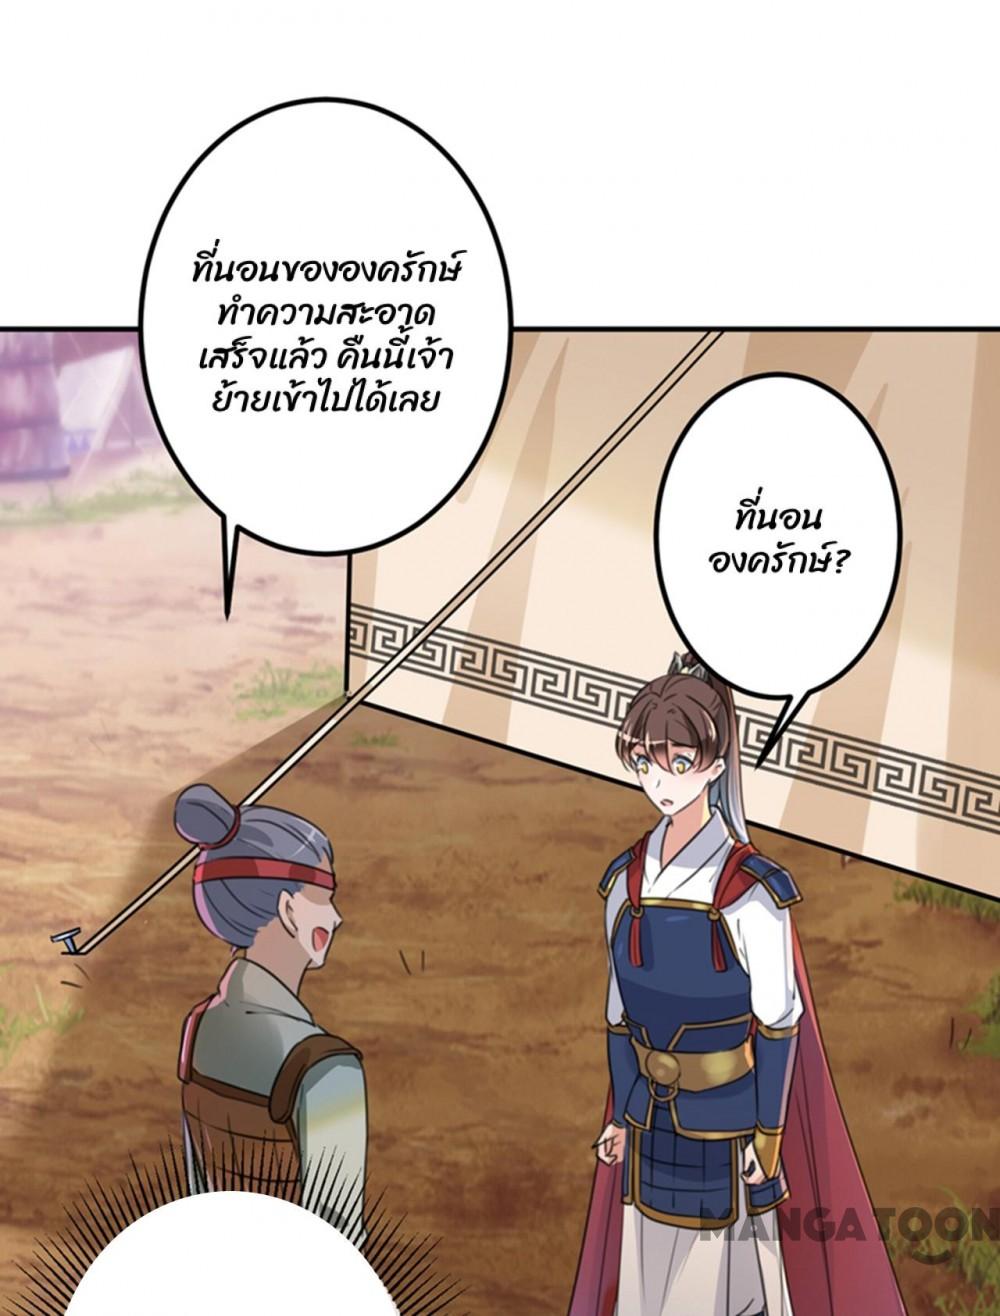 ที่นอนขององครักษ์
ทำความสะอาด
เสร็จแล้ว คืนนี้เจ้า
ย้ายเข้าไปได้เลย
ที่นอน
องครักษ์?
MANGATOON